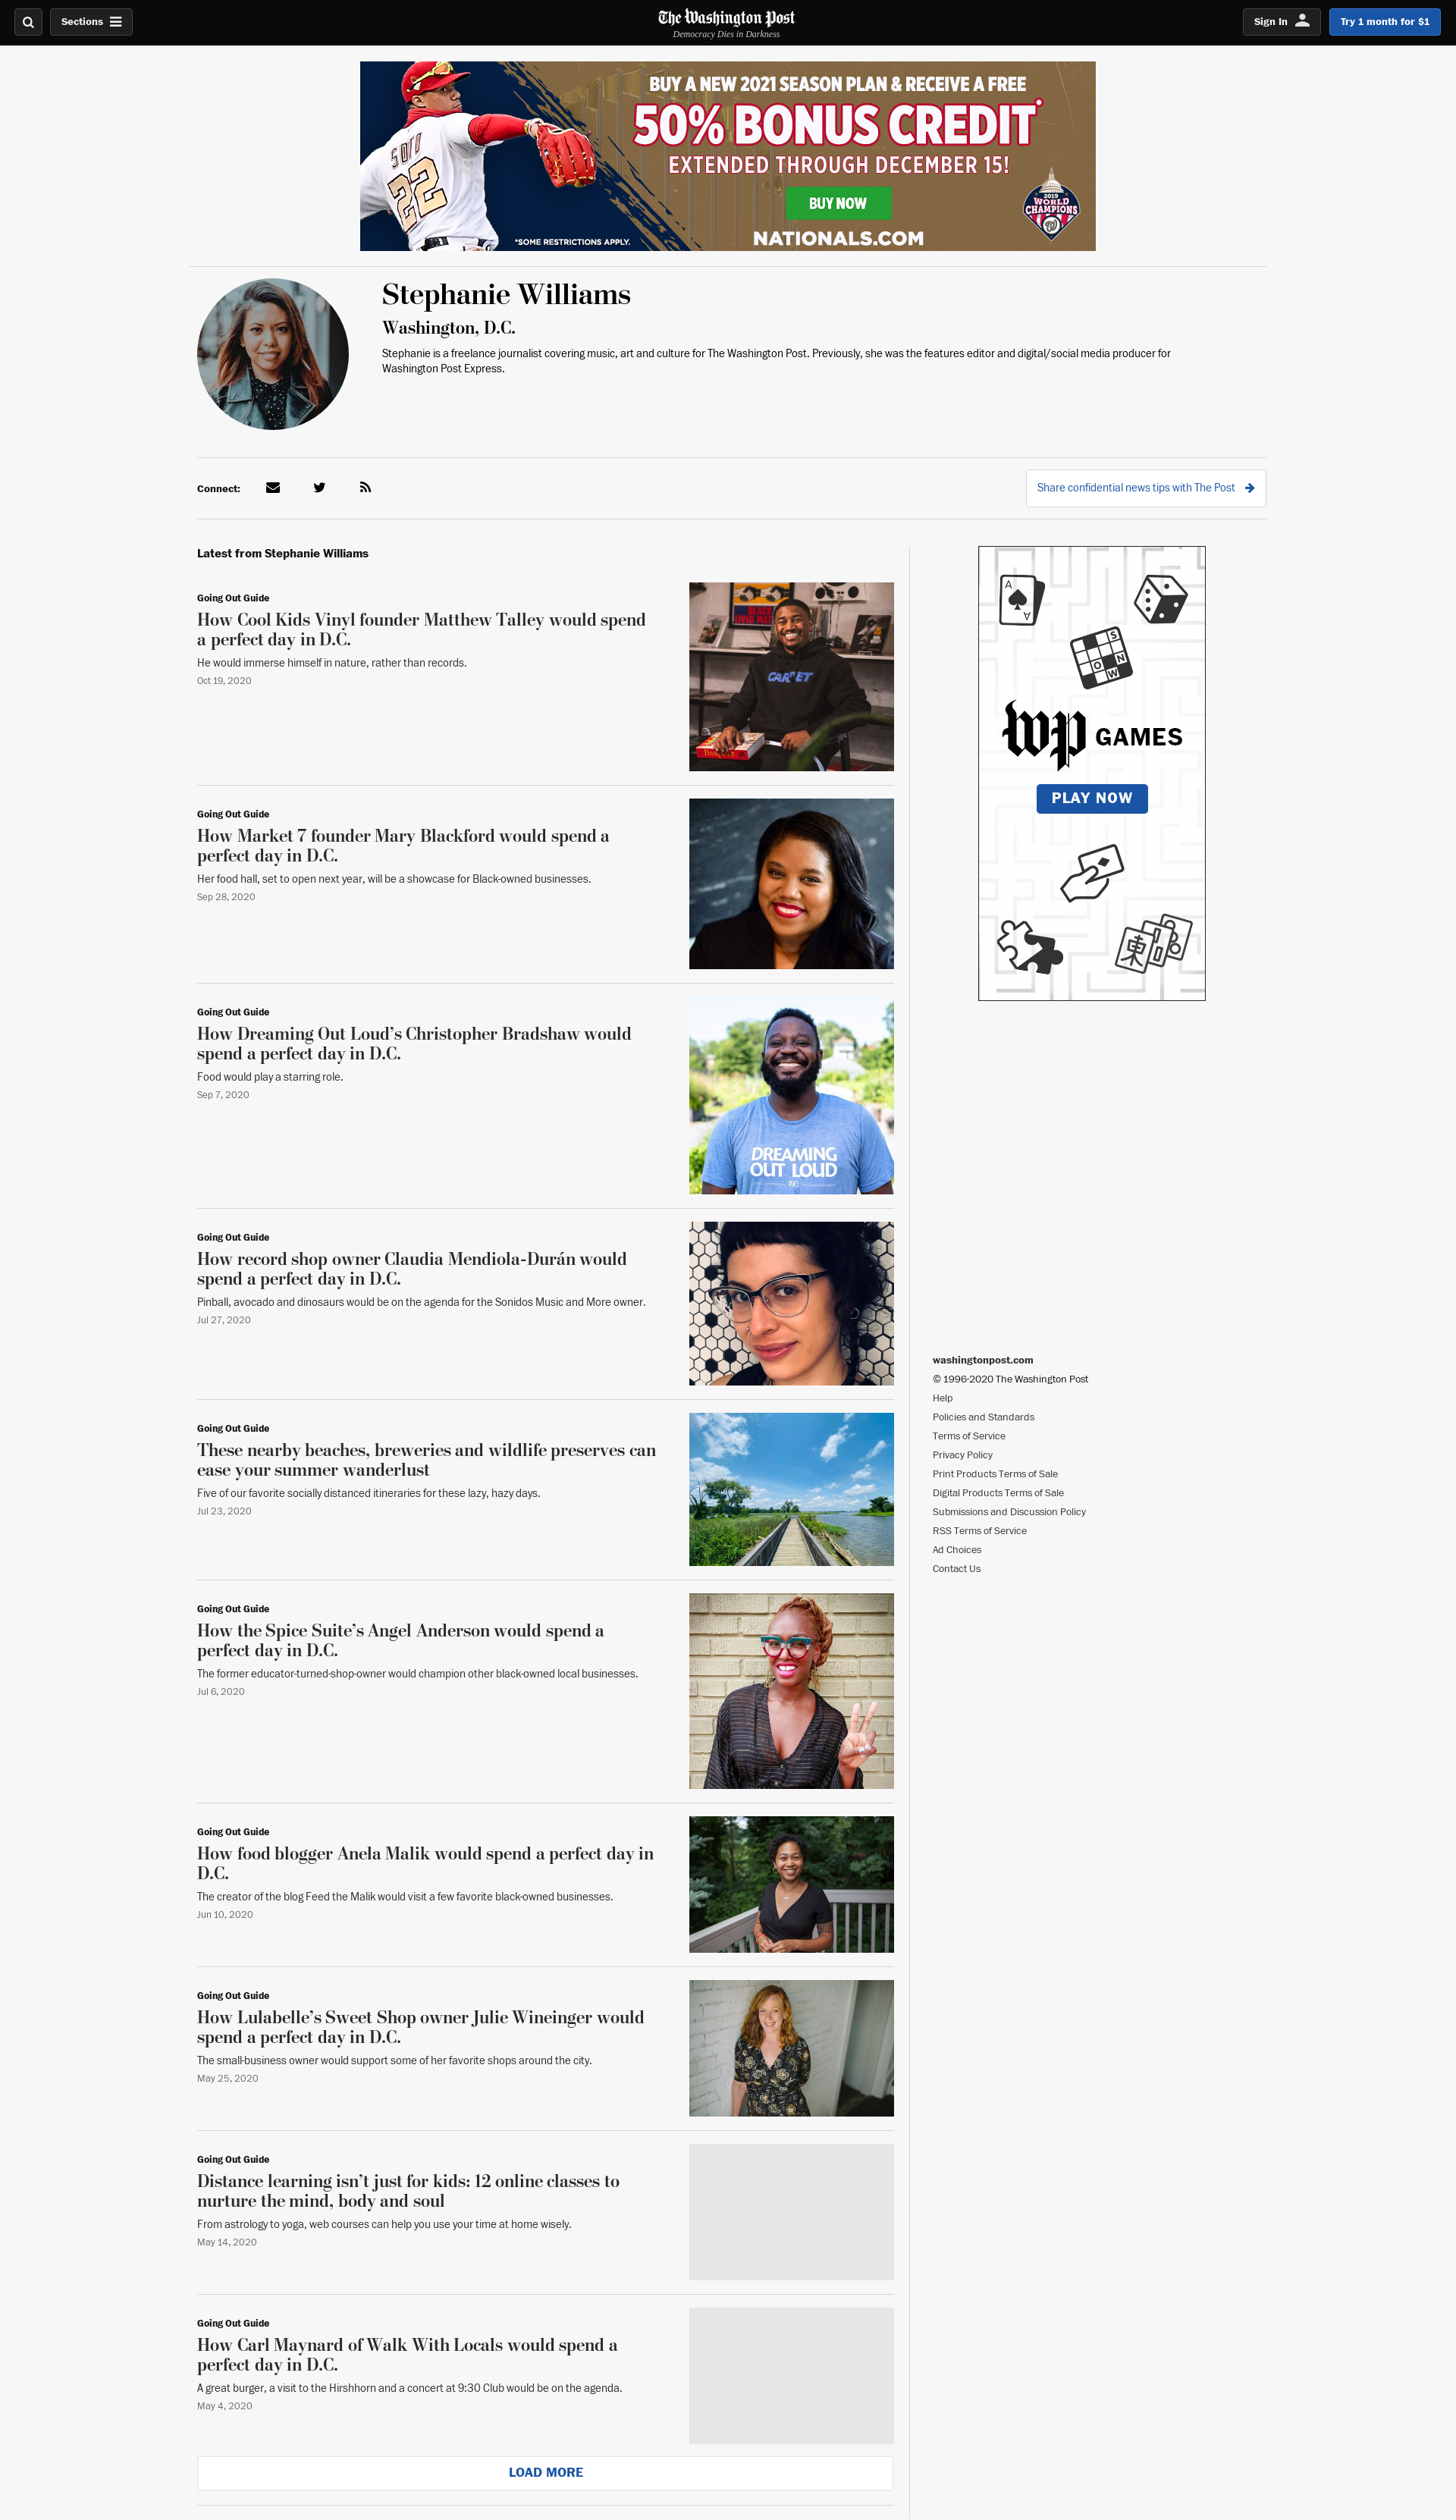 Sections
The Washington Post
Democracy Dies in Darkness
Sign In
Try 1 month for $1
SOTO
22
BUY A NEW 2021 SEASON PLAN & RECEIVE A FREE
50% BONUS CREDIT*
EXTENDED THROUGH DECEMBER 15!
BUY NOW
*SOME RESTRICTIONS APPLY.
NATIONALS.COM
2019
WORLD
CHAMPIONS
W
Stephanie Williams
Washington, D.C.
Stephanie is a freelance journalist covering music, art and culture for The Washington Post. Previously, she was the features editor and digital/social media producer for
Washington Post Express.
Connect:
Share confidential news tips with The Post
Latest from Stephanie Williams
Going Out Guide
How Cool Kids Vinyl founder Matthew Talley would spend
a perfect day in D.C.
He would immerse himself in nature, rather than records.
Oct 19, 2020
Going Out Guide
How Market 7 founder Mary Blackford would spend a
perfect day in D.C.
Her food hall, set to open next year, will be a showcase for Black-owned businesses.
Sep 28, 2020
Going Out Guide
How Dreaming Out Loud’s Christopher Bradshaw would
spend a perfect day in D.C.
Food would play a starring role.
Sep 7, 2020
DREAMING
OUT LOUD
Going Out Guide
How record shop owner Claudia Mendiola-Durán would
spend a perfect day in D.C.
Pinball, avocado and dinosaurs would be on the agenda for the Sonidos Music and More owner.
Jul 27, 2020
Going Out Guide
These nearby beaches, breweries and wildlife preserves can
ease your summer wanderlust
Five of our favorite socially distanced itineraries for these lazy, hazy days.
Jul 23, 2020
Going Out Guide
How the Spice Suite’s Angel Anderson would spend a
perfect day in D.C.
The former educator-turned-shop-owner would champion other black-owned local businesses.
Jul 6, 2020
Going Out Guide
How food blogger Anela Malik would spend a perfect day in
D.C.
The creator of the blog Feed the Malik would visit a few favorite black-owned businesses.
Jun 10, 2020
Going Out Guide
How Lulabelle’s Sweet Shop owner Julie Wineinger would
spend a perfect day in D.C.
The small-business owner would support some of her favorite shops around the city.
May 25, 2020
Going Out Guide
Distance learning isn’t just for kids: 12 online classes to
nurture the mind, body and soul
From astrology to yoga, web courses can help you use your time at home wisely.
May 14, 2020
Going Out Guide
How Carl Maynard of Walk With Locals would spend a
perfect day in D.C.
A great burger, a visit to the Hirshhorn and a concert at 9:30 Club would be on the agenda.
May 4, 2020
LOAD MORE
A
A
S
O N
W
wp GAMES
PLAY NOW
東
washingtonpost.com
© 1996-2020 The Washington Post
Help
Policies and Standards
Terms of Service
Privacy Policy
Print Products Terms of Sale
Digital Products Terms of Sale
Submissions and Discussion Policy
RSS Terms of Service
Ad Choices
Contact Us